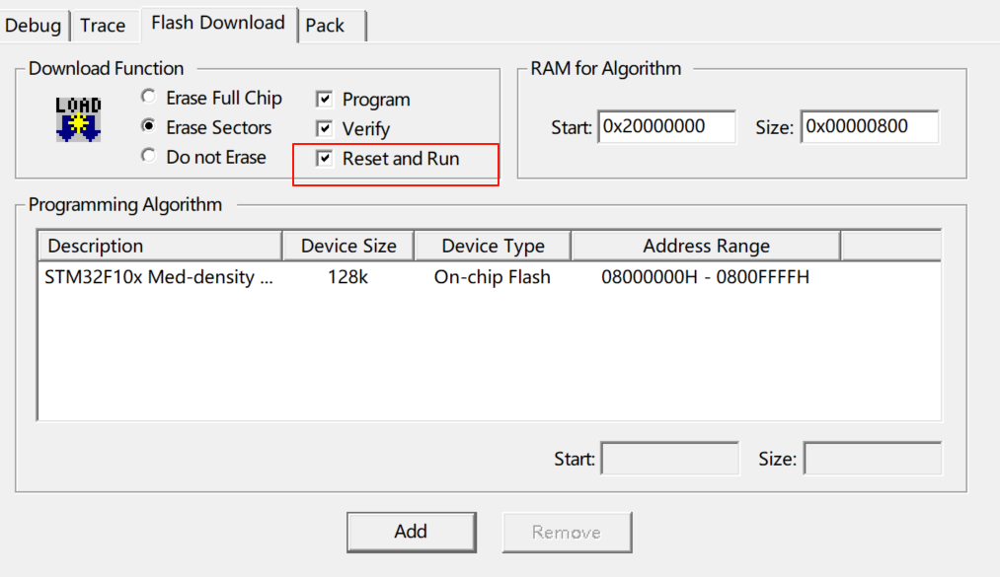 Debug Trace Flash Download Pack
Download Function
LOAD
Erase Full Chip
Erase Sectors
Do not Erase
Program
Verify
Reset and Run
RAM for Algorithm
Start: 0x20000000 Size: 0x00000800
Programming Algorithm
Description Device Size Device Type Address Range
STM32F10x Med-density ... 128k On-chip Flash 08000000H - 0800FFFFH
Start: Size:
Add Remove